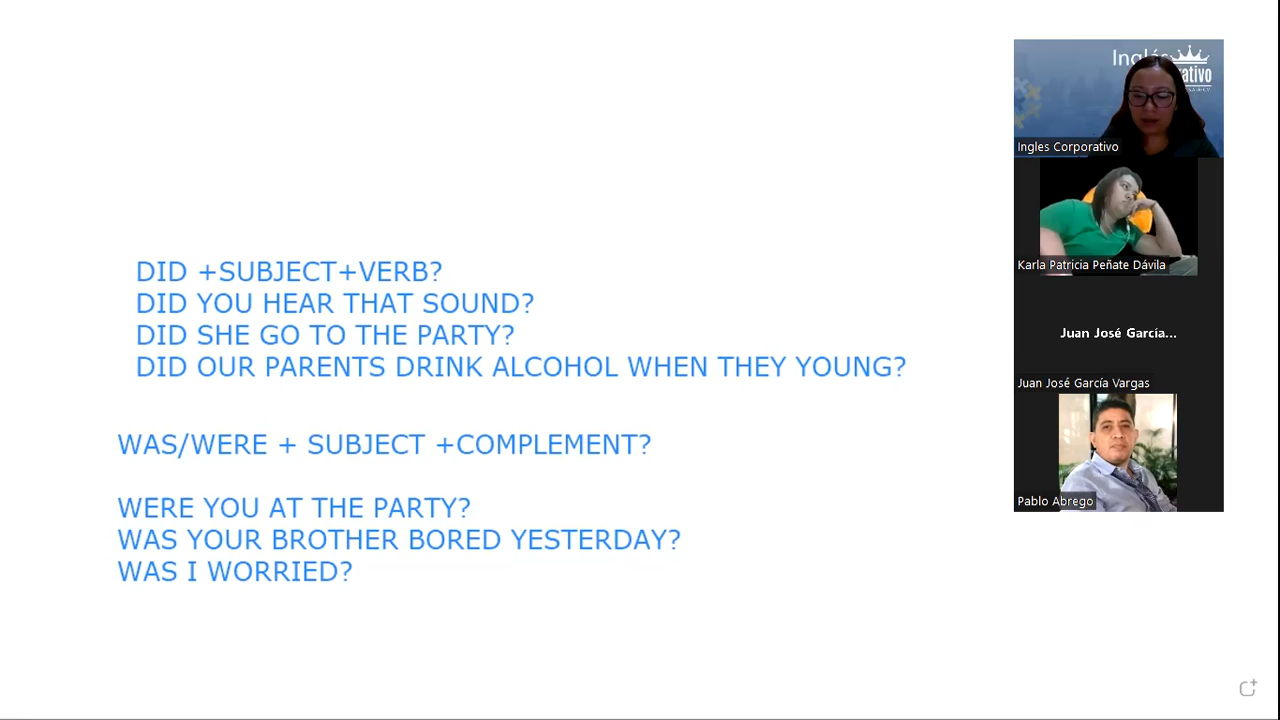 DID +SUBJECT+VERB?
DID YOU HEAR THAT SOUND?
DID SHE GO TO THE PARTY?
DID OUR PARENTS DRINK ALCOHOL WHEN THEY YOUNG?
WAS/WERE + SUBJECT +COMPLEMENT?
WERE YOU AT THE PARTY?
WAS YOUR BROTHER BORED YESTERDAY?
WAS I WORRIED?
Ingles Corporativo
Karla Patricia Peñate Dávila
Juan José García...
Juan José García Vargas
Pablo Abrego